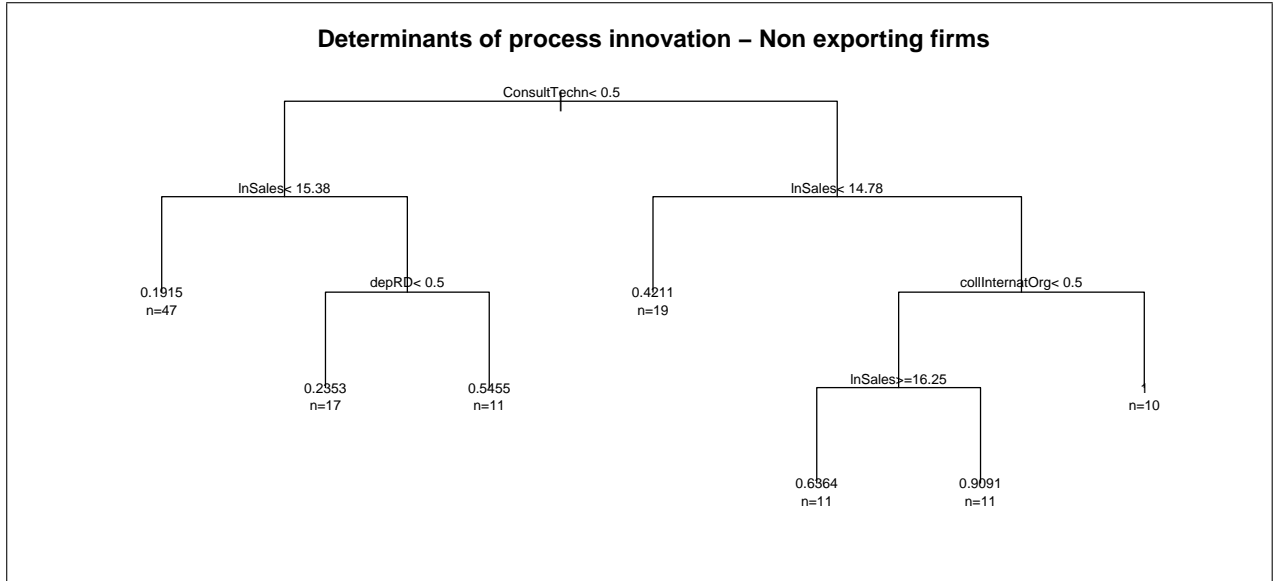 Determinants of process innovation – Non exporting firms
ConsultTechn< 0.5
lnSales< 15.38
lnSales< 14.78
0.1915
n=47
depRD< 0.5
0.4211
n=19
collInternatOrg< 0.5
0.2353
n=17
0.5455
n=11
lnSales>=16.25
1
n=10
0.6364
n=11
0.9091
n=11